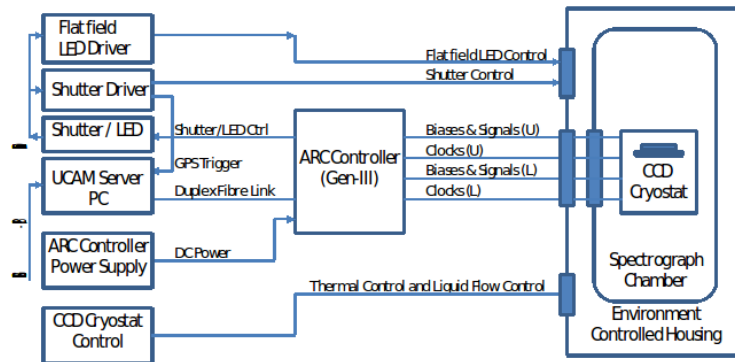 Flat field
LED Driver
Flat field LED Control
Shutter Driver
Shutter Control
Shutter / LED
Shutter/LED Ctrl
GPS Trigger
UCAM Server
PC
Duplex Fibre Link
ARC Controller
(Gen-III)
Biases & Signals (U)
Clocks (U)
Biases & Signals (L)
Clocks (L)
CCD
Cryostat
ARC Controller
Power Supply
DC Power
Spectrograph
Chamber
Thermal Control and Liquid Flow Control
Environment
Controlled Housing
CCD Cryostat
Control